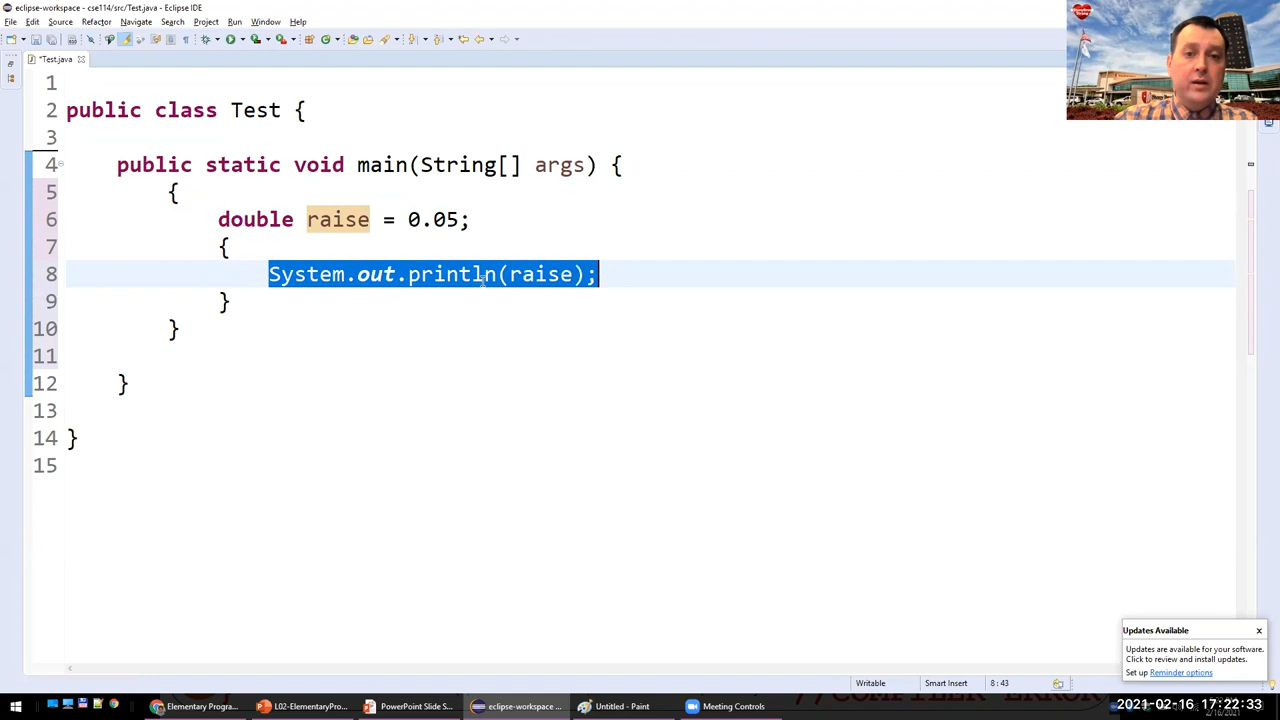 eclipse-workspace - cse114/src/Test.java - Eclipse IDE
File Edit Source Refactor Navigate Search Project Run Window Help
*Test.java
1
2 public class Test {
3
4 public static void main(String[] args) {
5 {
6 double raise = 0.05;
7 {
8 System.out.println(raise);
9 }
10 }
11
12 }
13
14 }
15
Updates Available
Updates are available for your software.
Click to review and install updates.
Set up Reminder options
Writable Smart Insert 8 : 43
Elementary Progra... L02-ElementaryPro... PowerPoint Slide S... eclipse-workspace ... Untitled - Paint Meeting Controls
2021-02-16 17:22:33